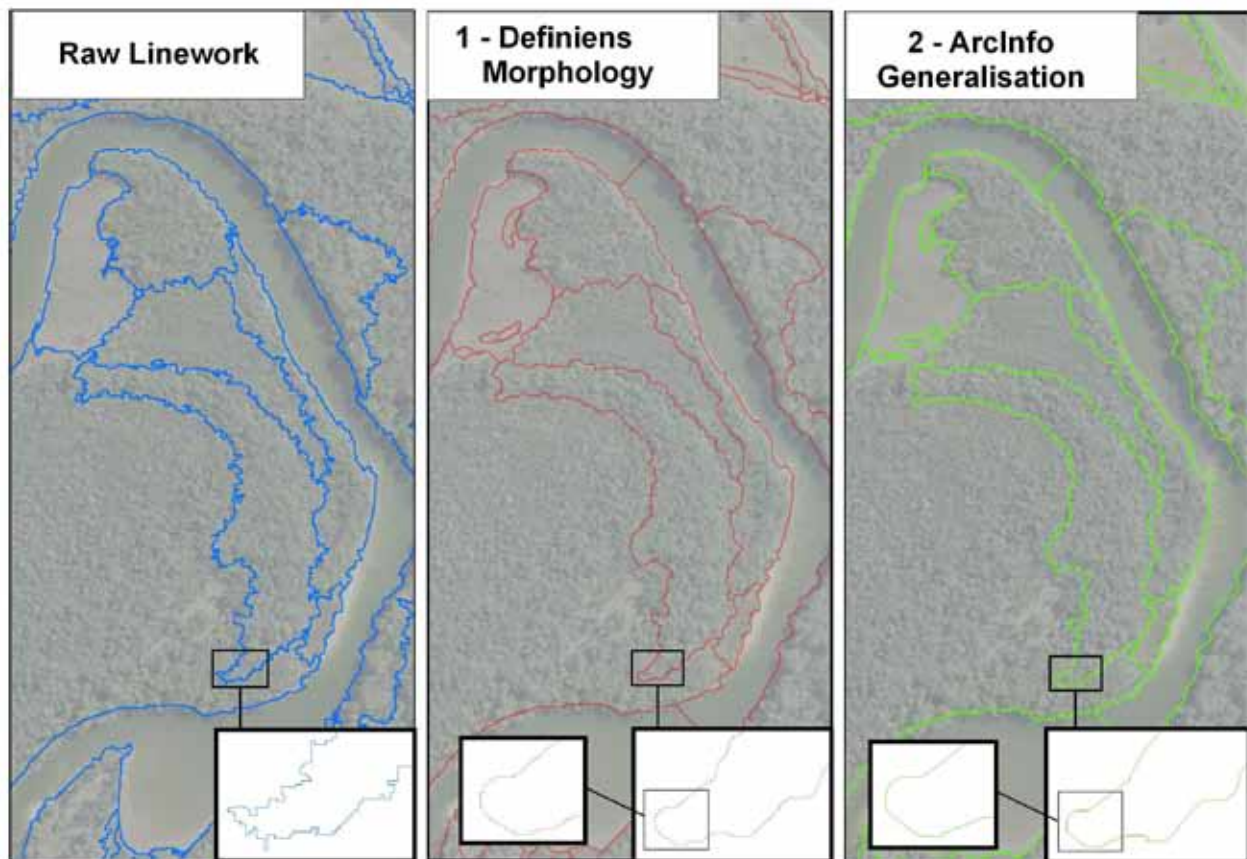 Raw Linework
1 - Definiens
Morphology
2 - ArcInfo
Generalisation